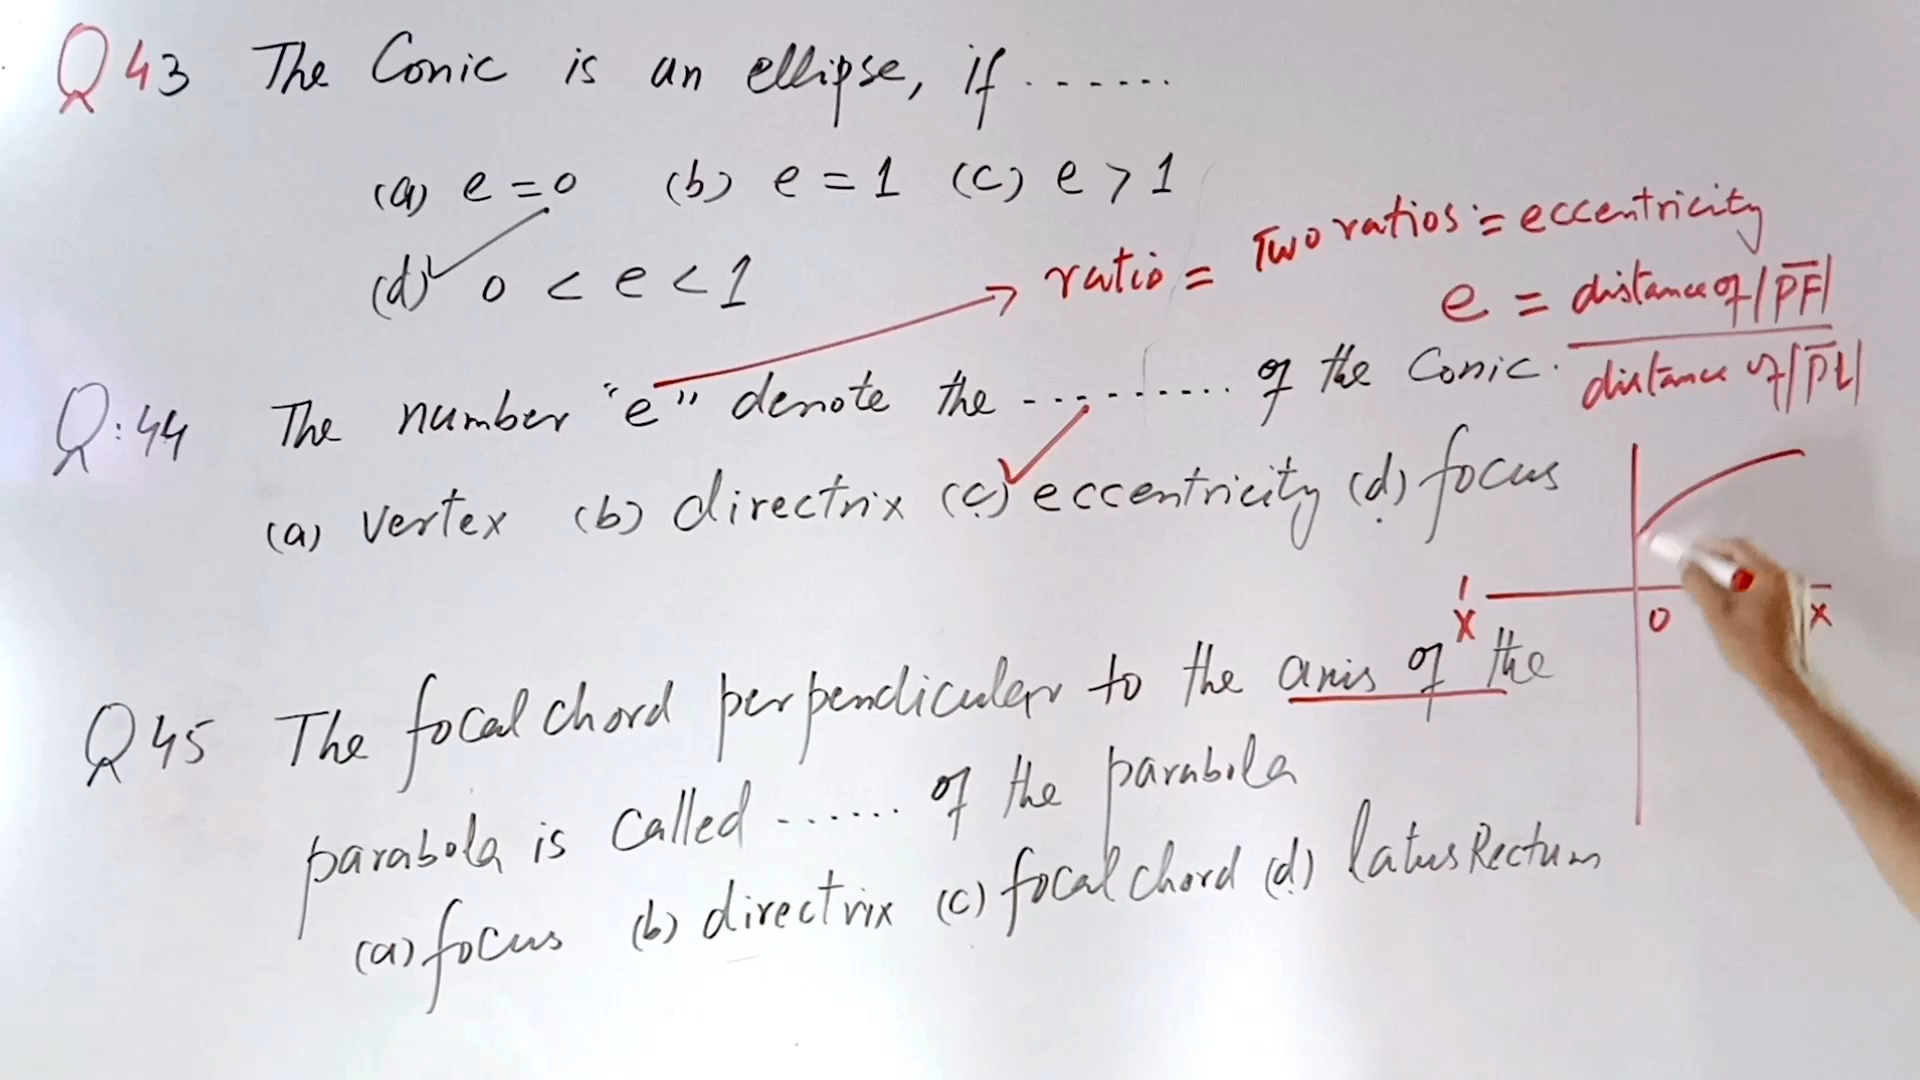 Q43 The Conic is an ellipse, if .......
(a) e = 0 (b) e = 1 (c) e > 1
(d) 0 < e < 1
ratio = Two ratios = eccentricity
e = distance of |PF|
distance of |PL|
Q:44 The number "e" denote the .......... of the Conic.
(a) vertex (b) directrix (c) eccentricity (d) focus
X' O X
Q45 The focal chord perpendicular to the axis of the
parabola is called ...... of the parabola
(a) focus (b) directrix (c) focal chord (d) latus Rectum